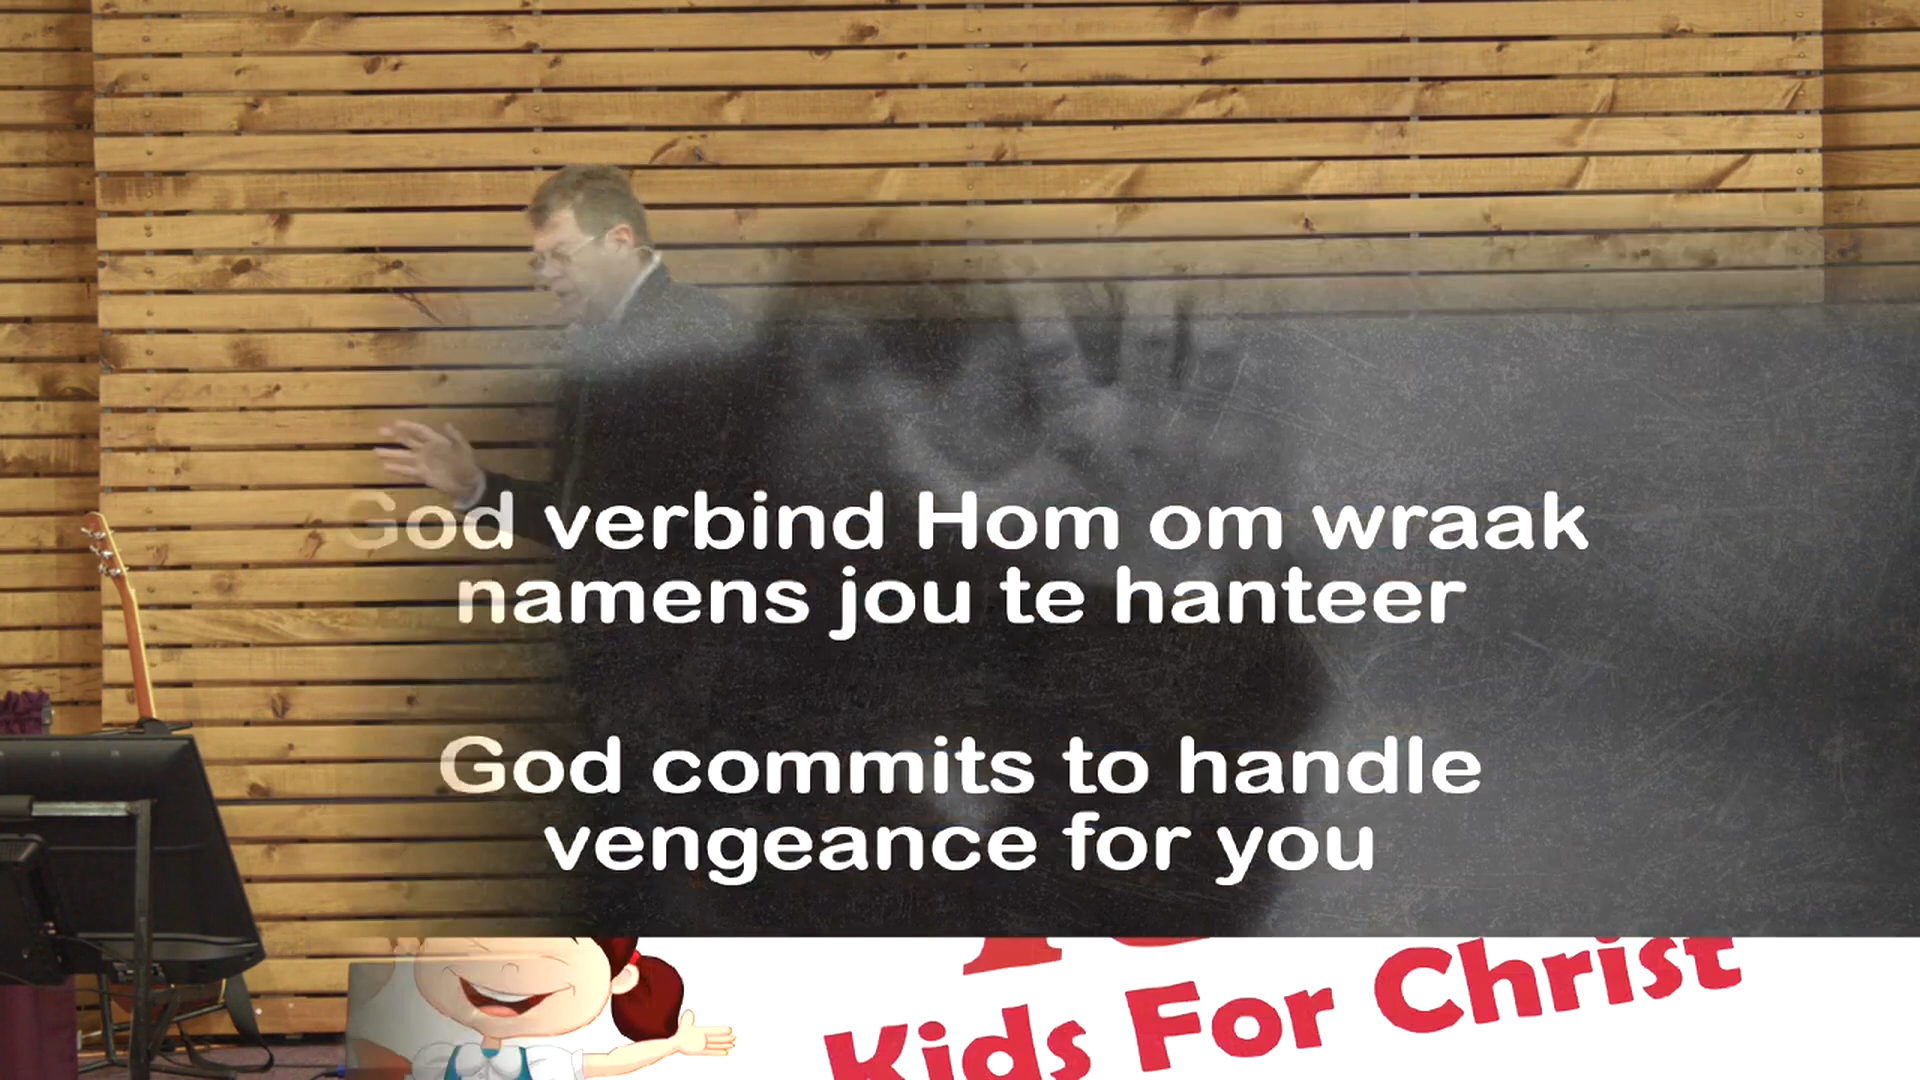 God verbind Hom om wraak
namens jou te hanteer
God commits to handle
vengeance for you
Kids For Christ